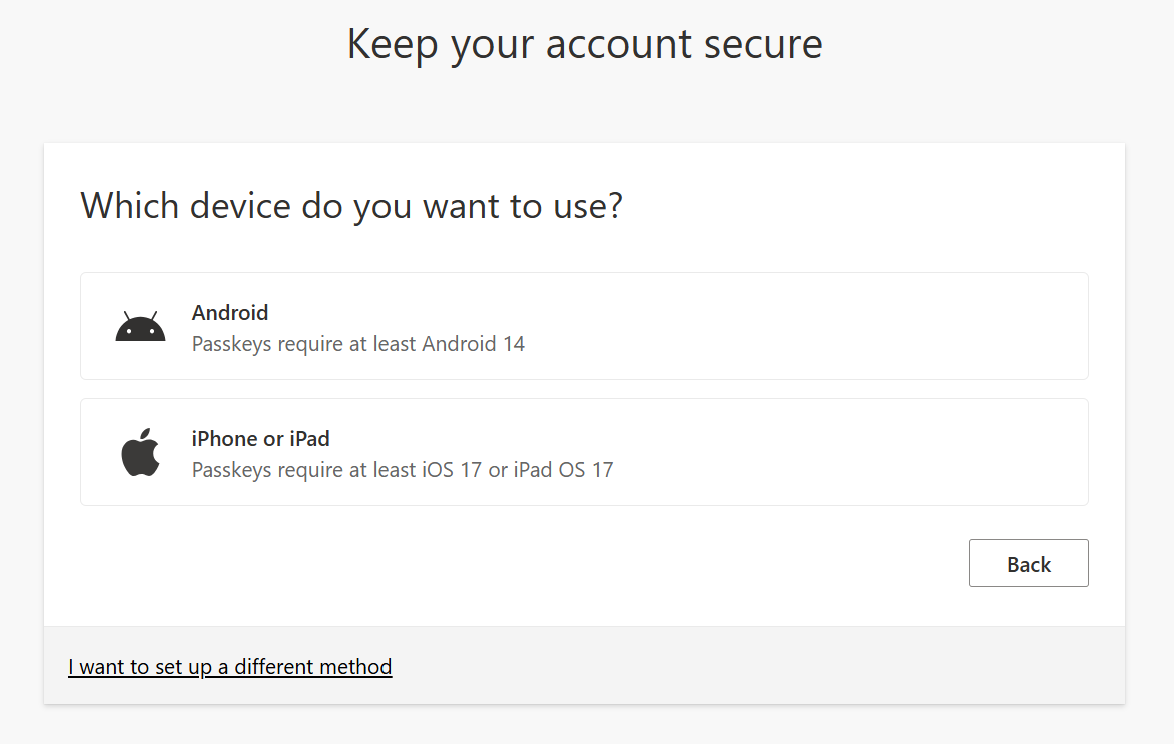 Keep your account secure
Which device do you want to use?
Android
Passkeys require at least Android 14
iPhone or iPad
Passkeys require at least iOS 17 or iPad OS 17
Back
I want to set up a different method